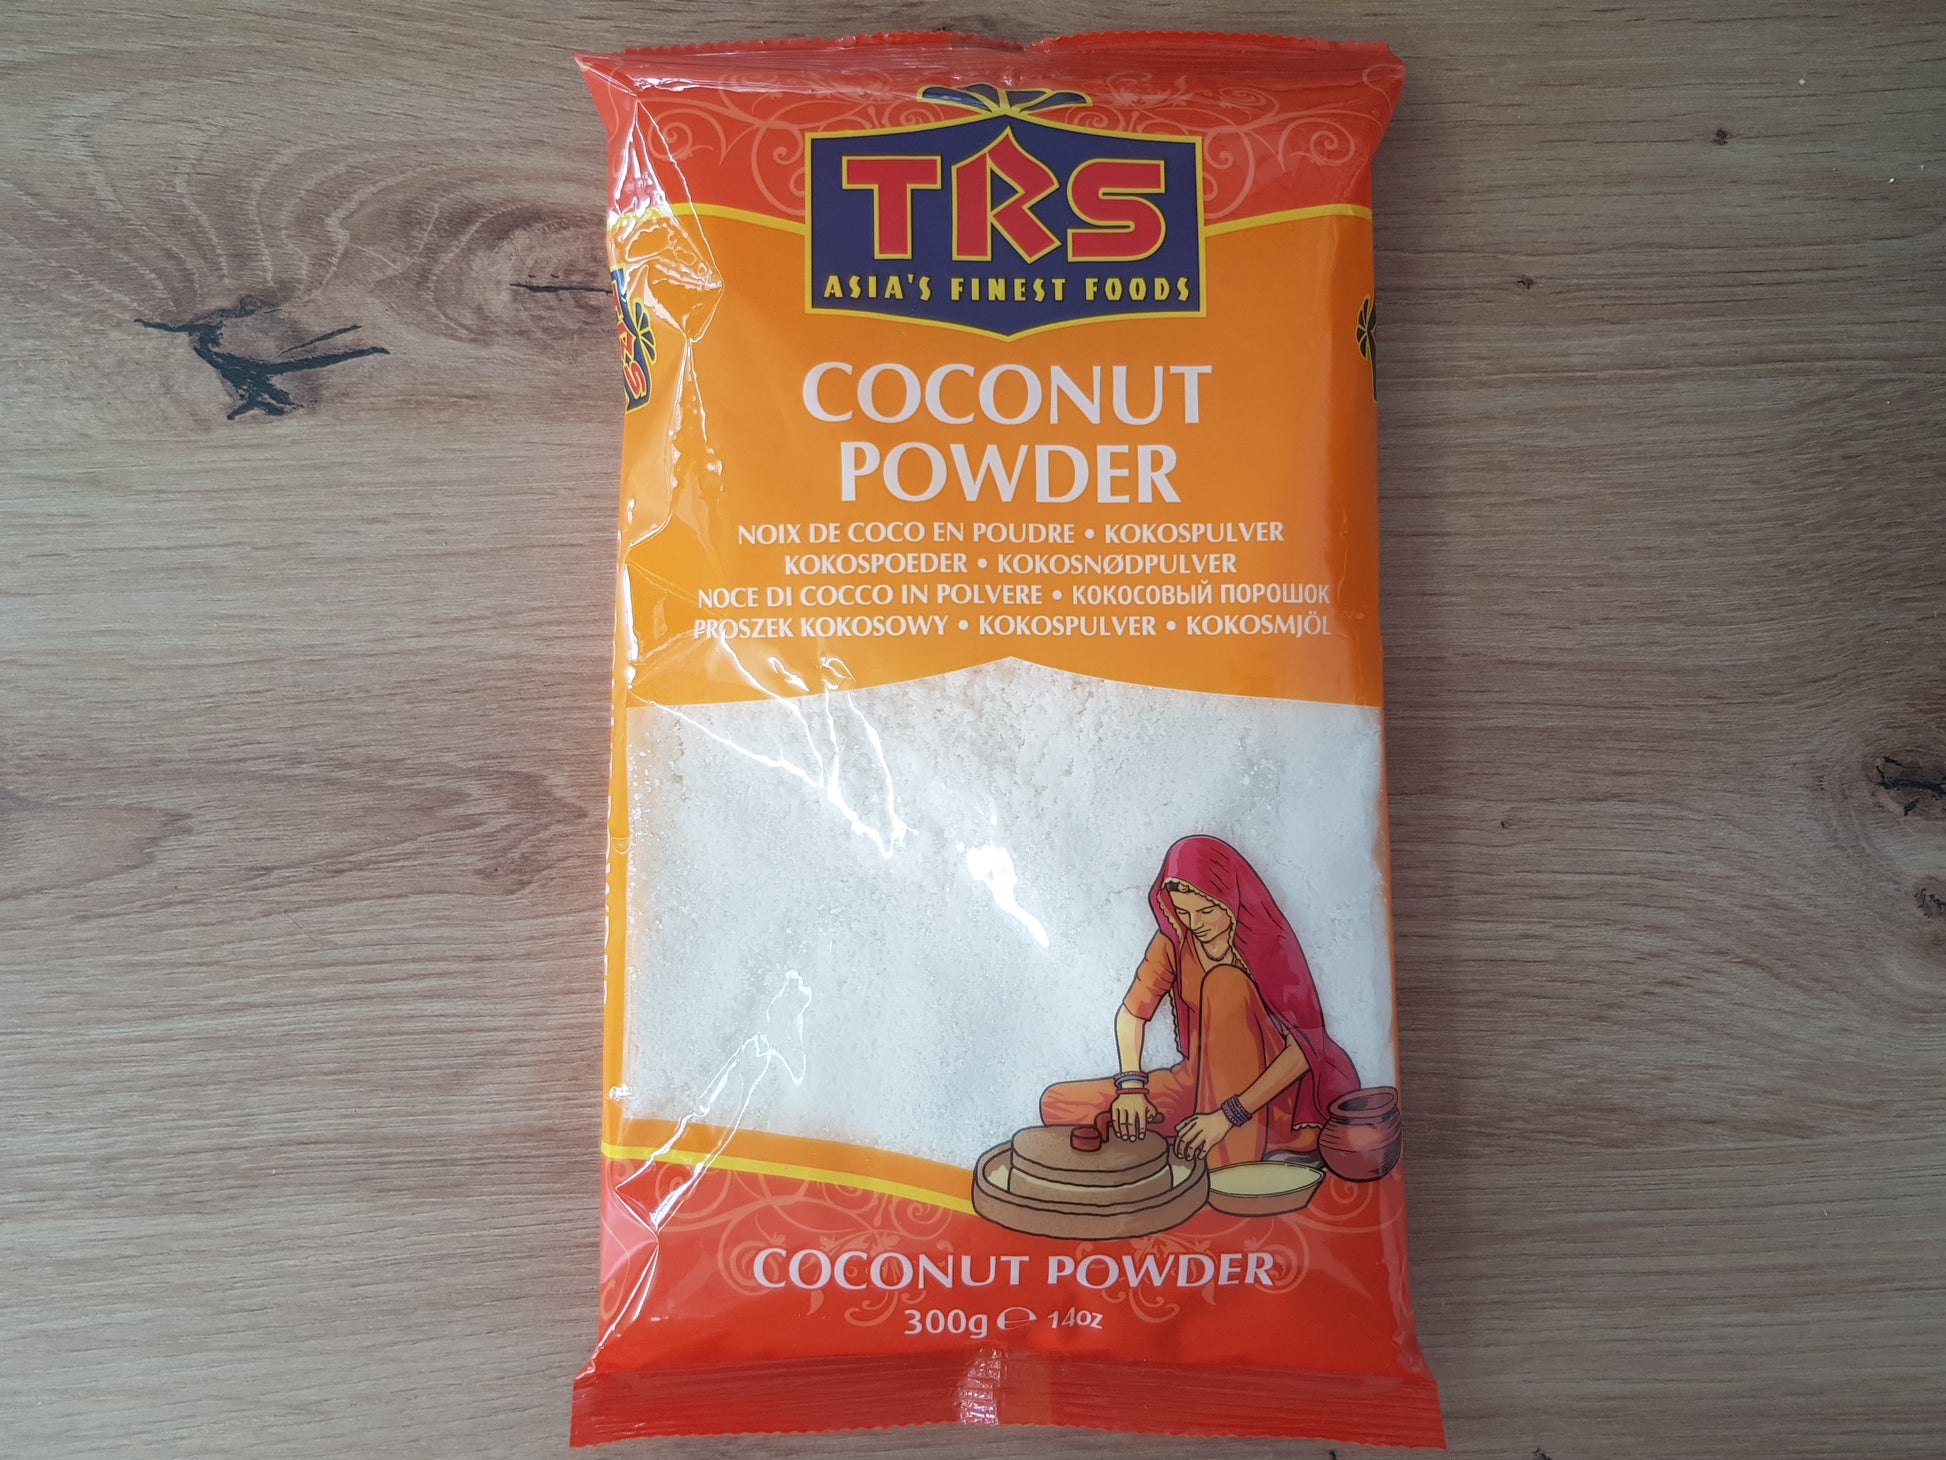 TRS
ASIA'S FINEST FOODS
COCONUT
POWDER
NOIX DE COCO EN POUDRE • KOKOSPULVER
KOKOSPOEDER • KOKOSNØDPULVER
NOCE DI COCCO IN POLVERE • КОКОСОВЫЙ ПОРОШОК
PROSZEK KOKOSOWY • KOKOSPULVER • KOKOSMJÖL
COCONUT POWDER
300g ℮ 14oz